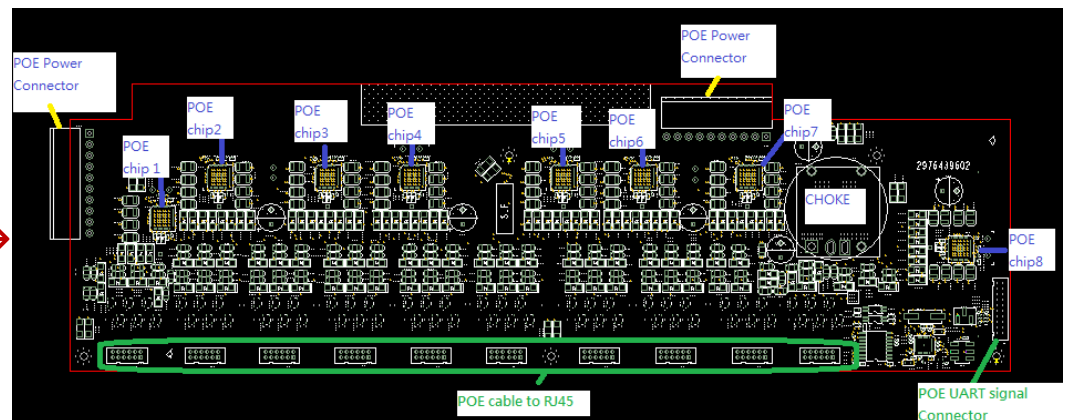 POE Power
Connector
POE Power
Connector
POE
chip2
POE
chip3
POE
chip4
POE
chip5
POE
chip6
POE
chip7
POE
chip 1
2976439602
S.F.
CHOKE
POE
chip8
POE cable to RJ45
POE UART signal
Connector